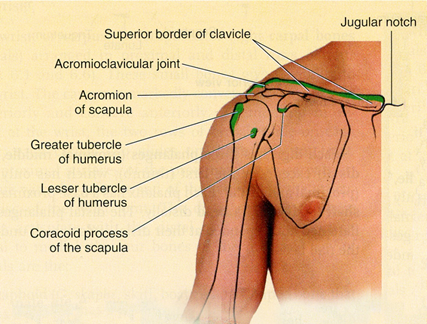 Jugular notch
Superior border of clavicle
Acromioclavicular joint
Acromion
of scapula
Greater tubercle
of humerus
Lesser tubercle
of humerus
Coracoid process
of the scapula